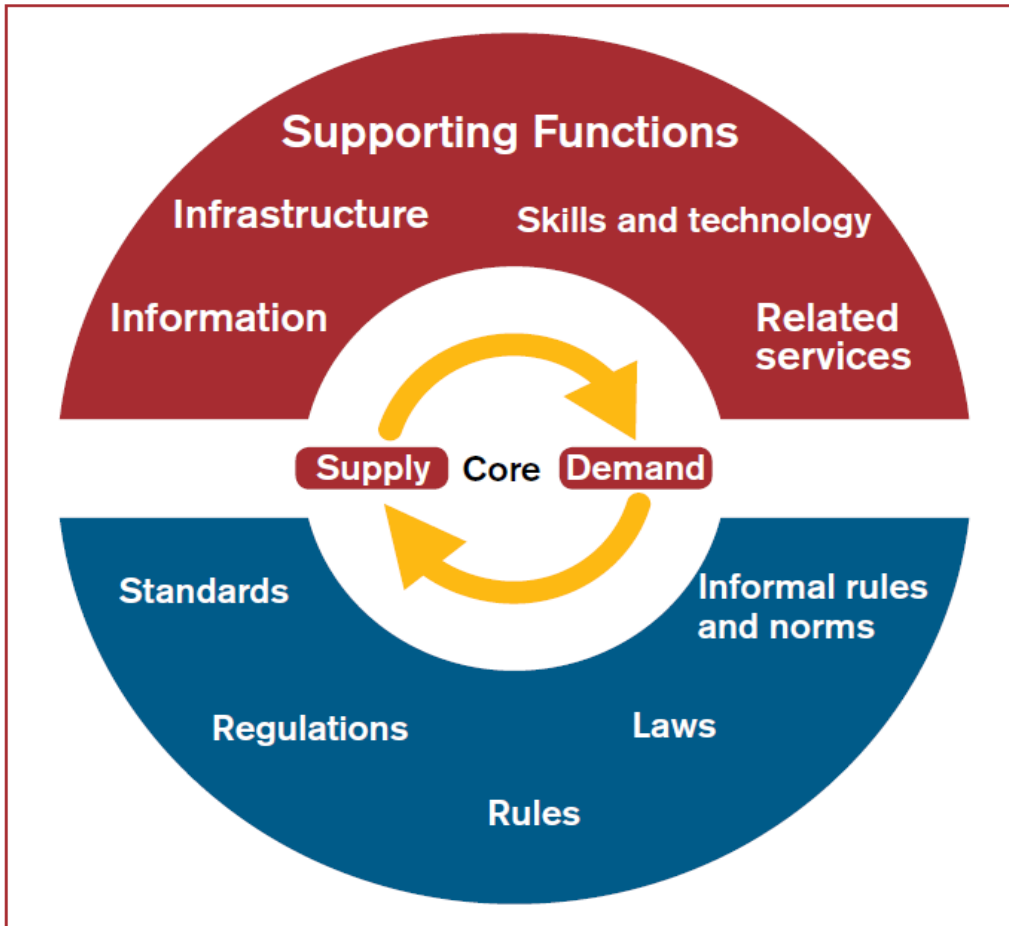 Supporting Functions
Infrastructure
Skills and technology
Information
Related
services
Supply
Core
Demand
Standards
Informal rules
and norms
Regulations
Laws
Rules